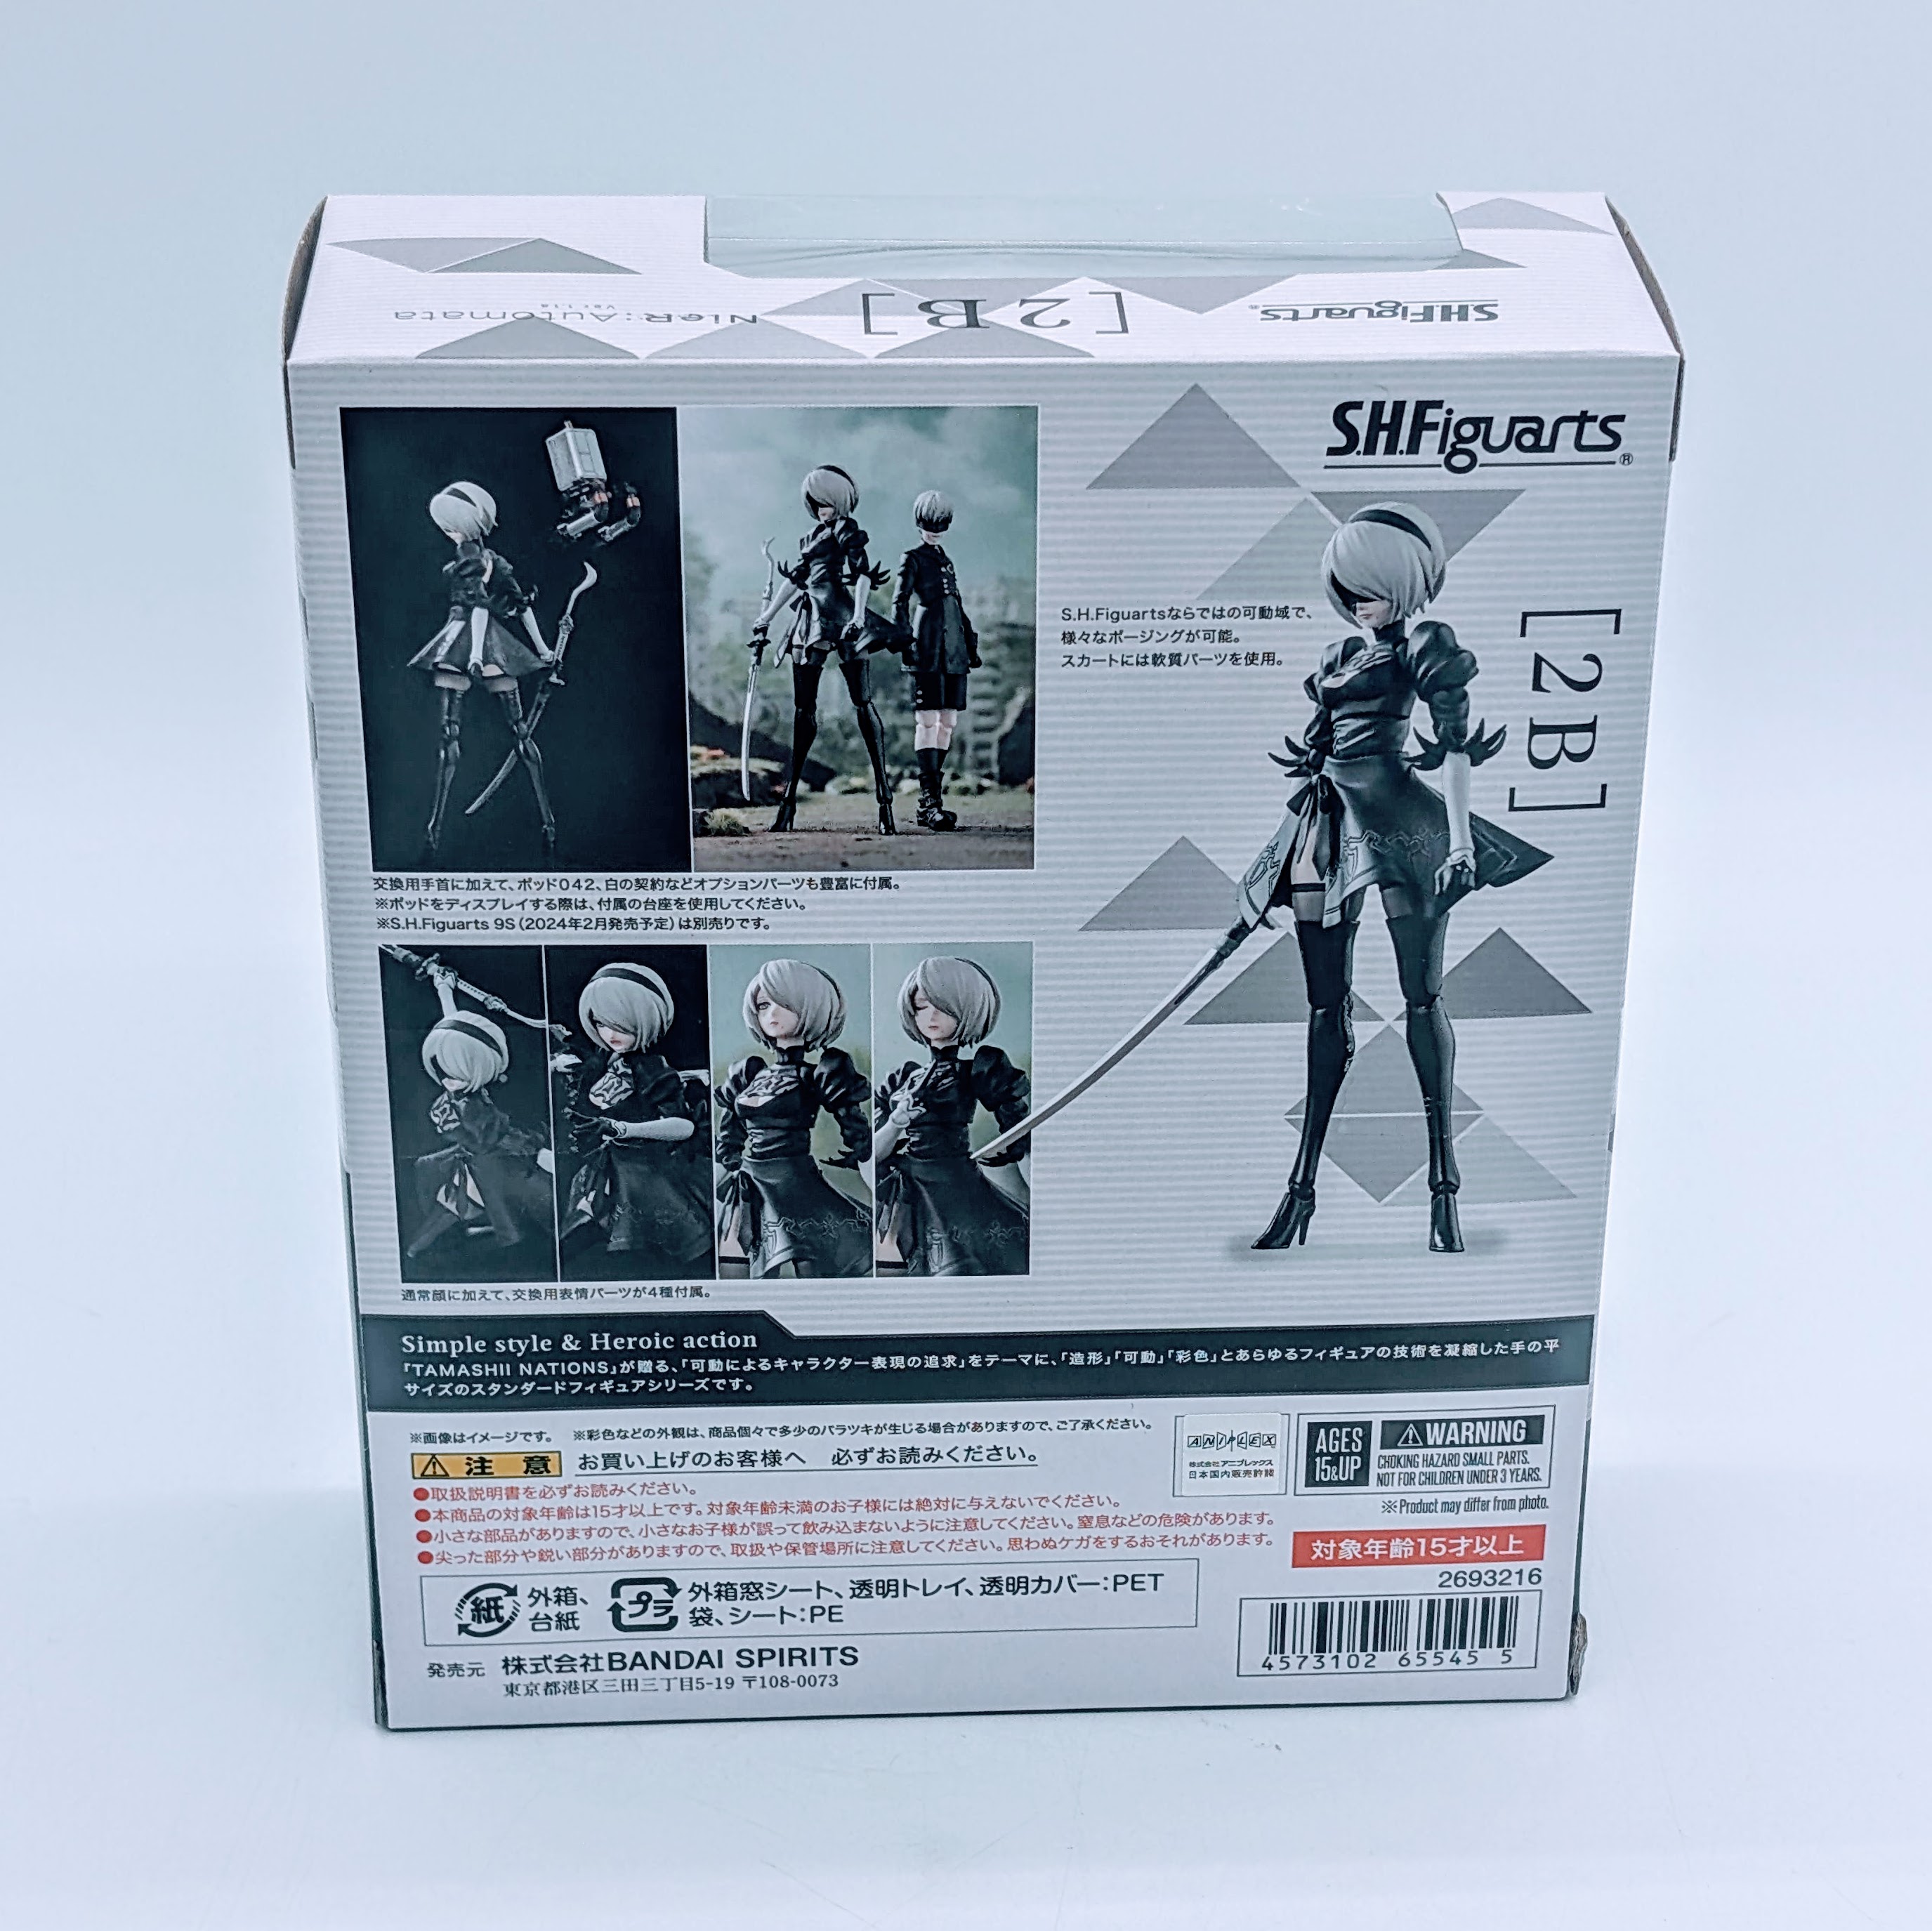 S.H.Figuarts®
[2B]
NieR:Automata
Ver1.1a
S.H.Figuarts®
S.H.Figuartsならではの可動域で、
様々なポージングが可能。
スカートには軟質パーツを使用。
[2B]
交換用手首に加えて、ポッド042、白の契約などオプションパーツも豊富に付属。
※ポッドをディスプレイする際は、付属の台座を使用してください。
※S.H.Figuarts 9S(2024年2月発売予定)は別売りです。
通常顔に加えて、交換用表情パーツが4種付属。
Simple style & Heroic action
「TAMASHII NATIONS」が贈る、「可動によるキャラクター表現の追求」をテーマに、「造形」「可動」「彩色」とあらゆるフィギュアの技術を凝縮した手の平
サイズのスタンダードフィギュアシリーズです。
※画像はイメージです。 ※彩色などの外観は、商品個々で多少のバラツキが生じる場合がありますので、ご了承ください。
注意 お買い上げのお客様へ 必ずお読みください。
●取扱説明書を必ずお読みください。
●本商品の対象年齢は15才以上です。対象年齢未満のお子様には絶対に与えないでください。
●小さな部品がありますので、小さなお子様が誤って飲み込まないように注意してください。窒息などの危険があります。
●尖った部分や鋭い部分がありますので、取扱や保管場所に注意してください。思わぬケガをするおそれがあります。
ANIPLEX
株式会社アニプレックス
日本国内販売許諾
AGES
15&UP
WARNING
CHOKING HAZARD SMALL PARTS.
NOT FOR CHILDREN UNDER 3 YEARS.
※Product may differ from photo.
対象年齢15才以上
2693216
紙 外箱、
台紙
プラ 外箱窓シート、透明トレイ、透明カバー:PET
袋、シート:PE
発売元 株式会社BANDAI SPIRITS
東京都港区三田三丁目5-19 〒108-0073
4573102 65545 5